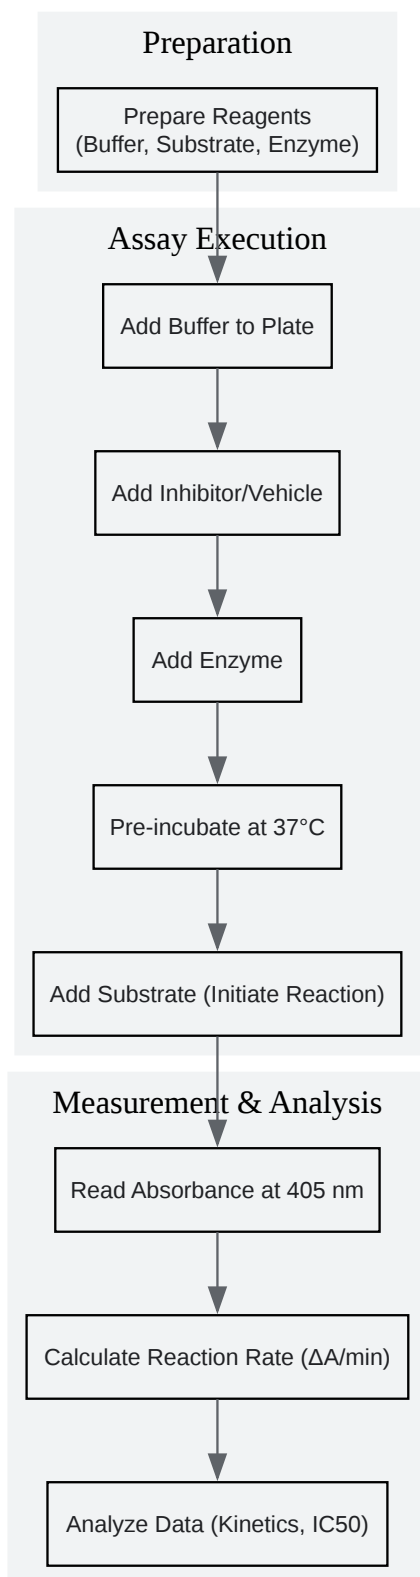 Preparation
Prepare Reagents
(Buffer, Substrate, Enzyme)
Assay Execution
Add Buffer to Plate
Add Inhibitor/Vehicle
Add Enzyme
Pre-incubate at 37°C
Add Substrate (Initiate Reaction)
Measurement & Analysis
Read Absorbance at 405 nm
Calculate Reaction Rate (ΔA/min)
Analyze Data (Kinetics, IC50)